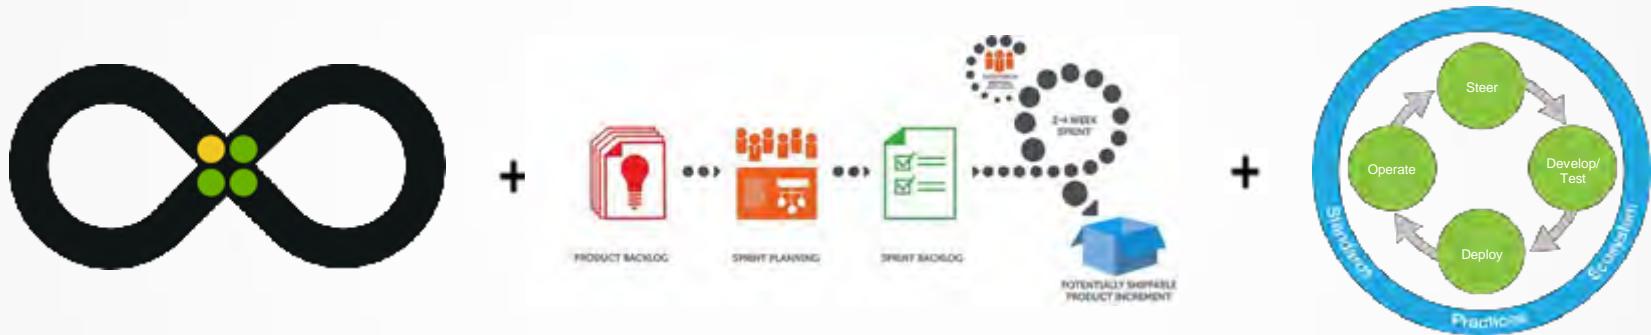 +
PRODUCT BACKLOG
SPRINT PLANNING
SPRINT BACKLOG
2-4 WEEK
SPRINT
POTENTIALLY SHIPPABLE
PRODUCT INCREMENT
+
Steer
Develop/
Test
Deploy
Operate
Standards
Practices
Ecosystem